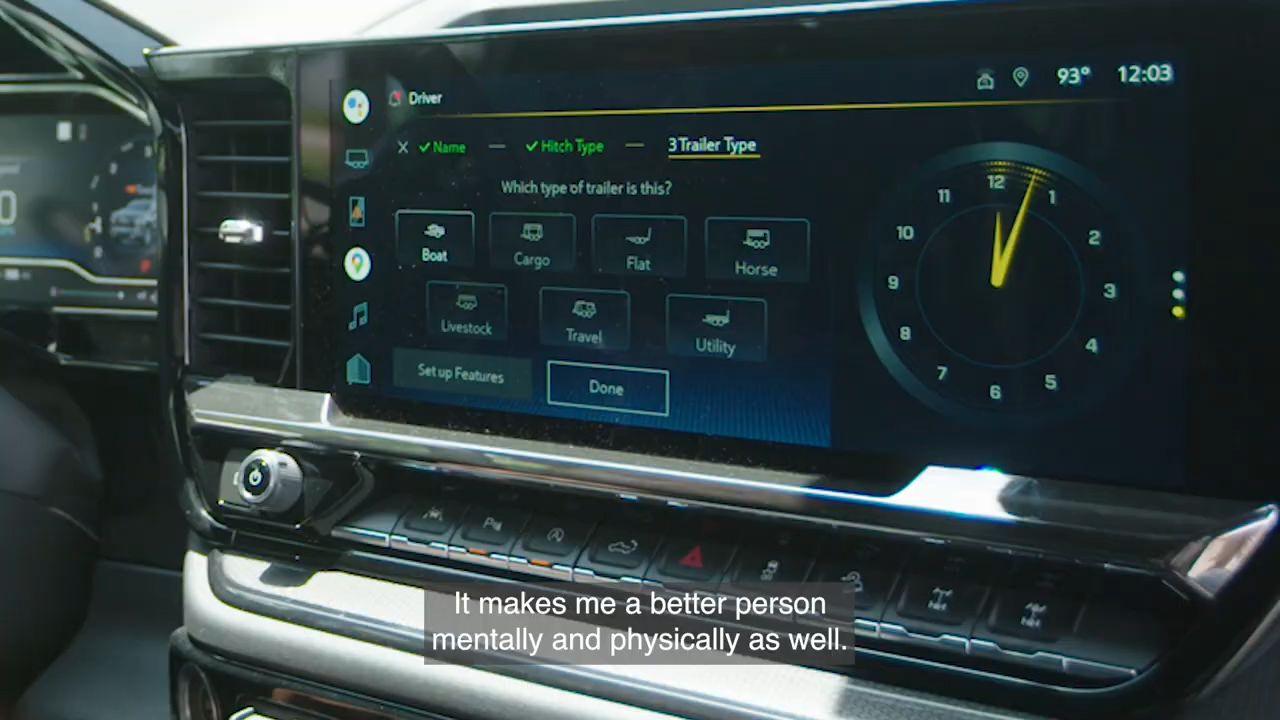 Driver
93° 12:03
X ✓ Name — ✓ Hitch Type — 3 Trailer Type
Which type of trailer is this?
Boat Cargo Flat Horse
Livestock Travel Utility
Set up Features Done
12
1
2
3
4
5
6
7
8
9
10
11
0
It makes me a better person
mentally and physically as well.